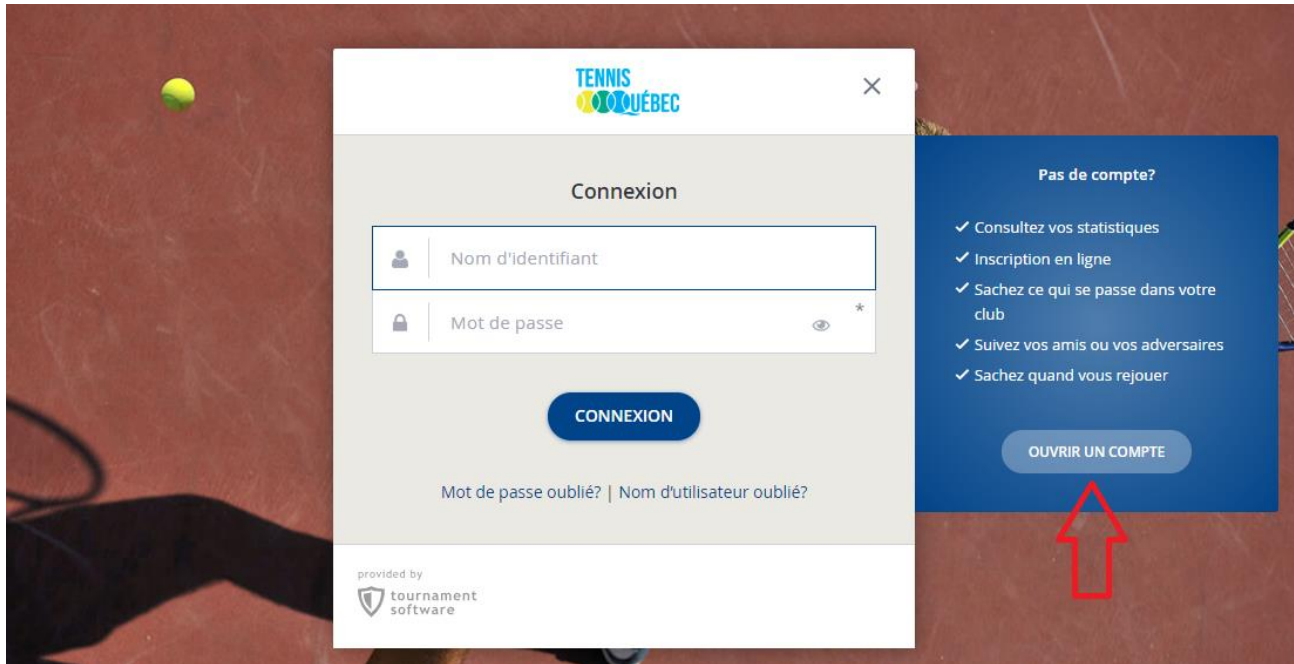 TENNIS
QUÉBEC
Connexion
Nom d'identifiant
Mot de passe
*
CONNEXION
Mot de passe oublié? | Nom d'utilisateur oublié?
provided by
tournament
software
Pas de compte?
Consultez vos statistiques
Inscription en ligne
Sachez ce qui se passe dans votre
club
Suivez vos amis ou vos adversaires
Sachez quand vous rejouer
OUVRIR UN COMPTE